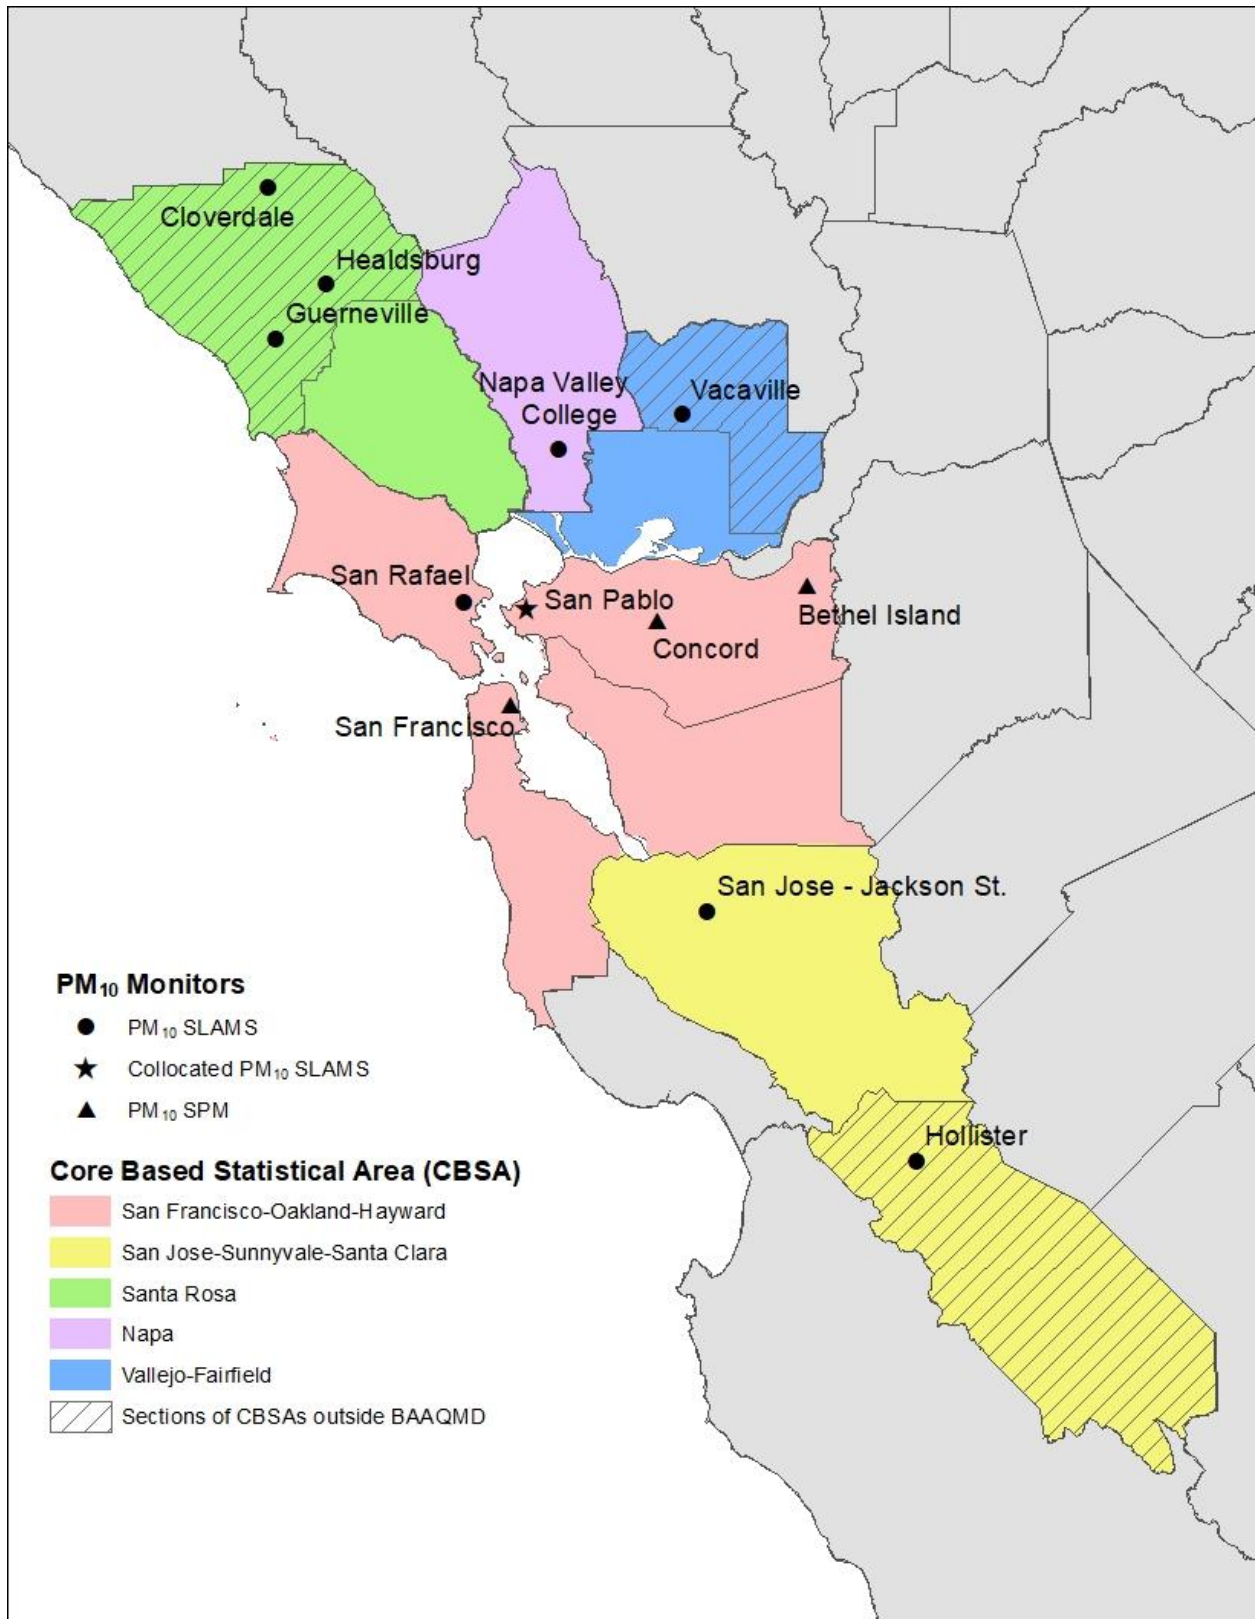 Cloverdale
Healdsburg
Guerneville
Napa Valley
College
Vacaville
San Rafael
San Pablo
Bethel Island
Concord
San Francisco
San Jose - Jackson St.
Hollister
PM₁₀ Monitors
PM₁₀ SLAMS
Collocated PM₁₀ SLAMS
PM₁₀ SPM
Core Based Statistical Area (CBSA)
San Francisco-Oakland-Hayward
San Jose-Sunnyvale-Santa Clara
Santa Rosa
Napa
Vallejo-Fairfield
Sections of CBSAs outside BAAQMD